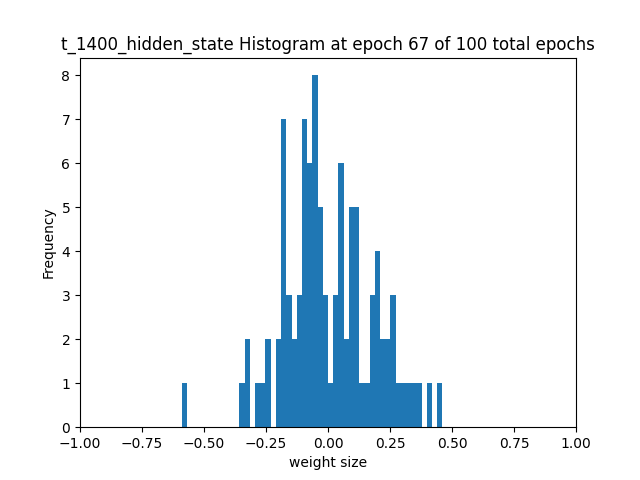 t_1400_hidden_state Histogram at epoch 67 of 100 total epochs
Frequency
8
7
6
5
4
3
2
1
0
−1.00 −0.75 −0.50 −0.25 0.00 0.25 0.50 0.75 1.00
weight size